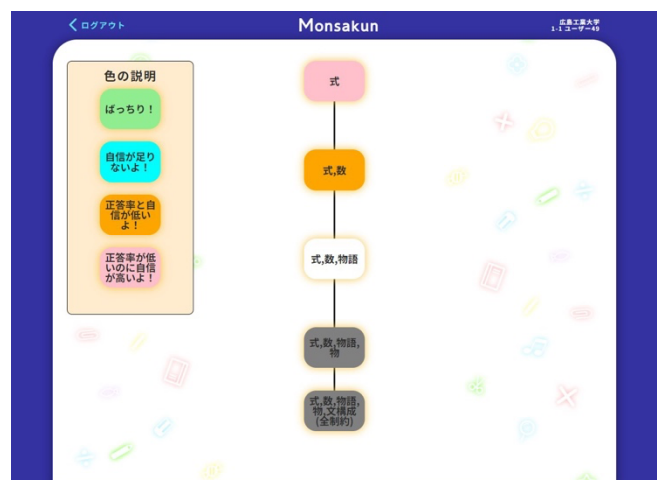 ログアウト
Monsakun
広島工業大学
1-1 ユーザー49
色の説明
ばっちり！
自信が足り
ないよ！
正答率と自
信が低い
よ！
正答率が低
いのに自信
が高いよ！
式
式,数
式,数,物語
式,数,物語,
物
式,数,物語,
物,文構成
(全制約)